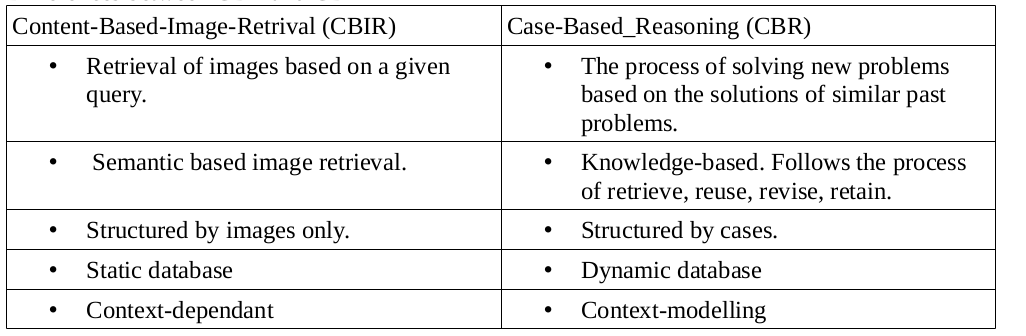 Content-Based-Image-Retrival (CBIR)
Case-Based_Reasoning (CBR)
• Retrieval of images based on a given
query.
• The process of solving new problems
based on the solutions of similar past
problems.
• Semantic based image retrieval.
• Knowledge-based. Follows the process
of retrieve, reuse, revise, retain.
• Structured by images only.
• Structured by cases.
• Static database
• Dynamic database
• Context-dependant
• Context-modelling